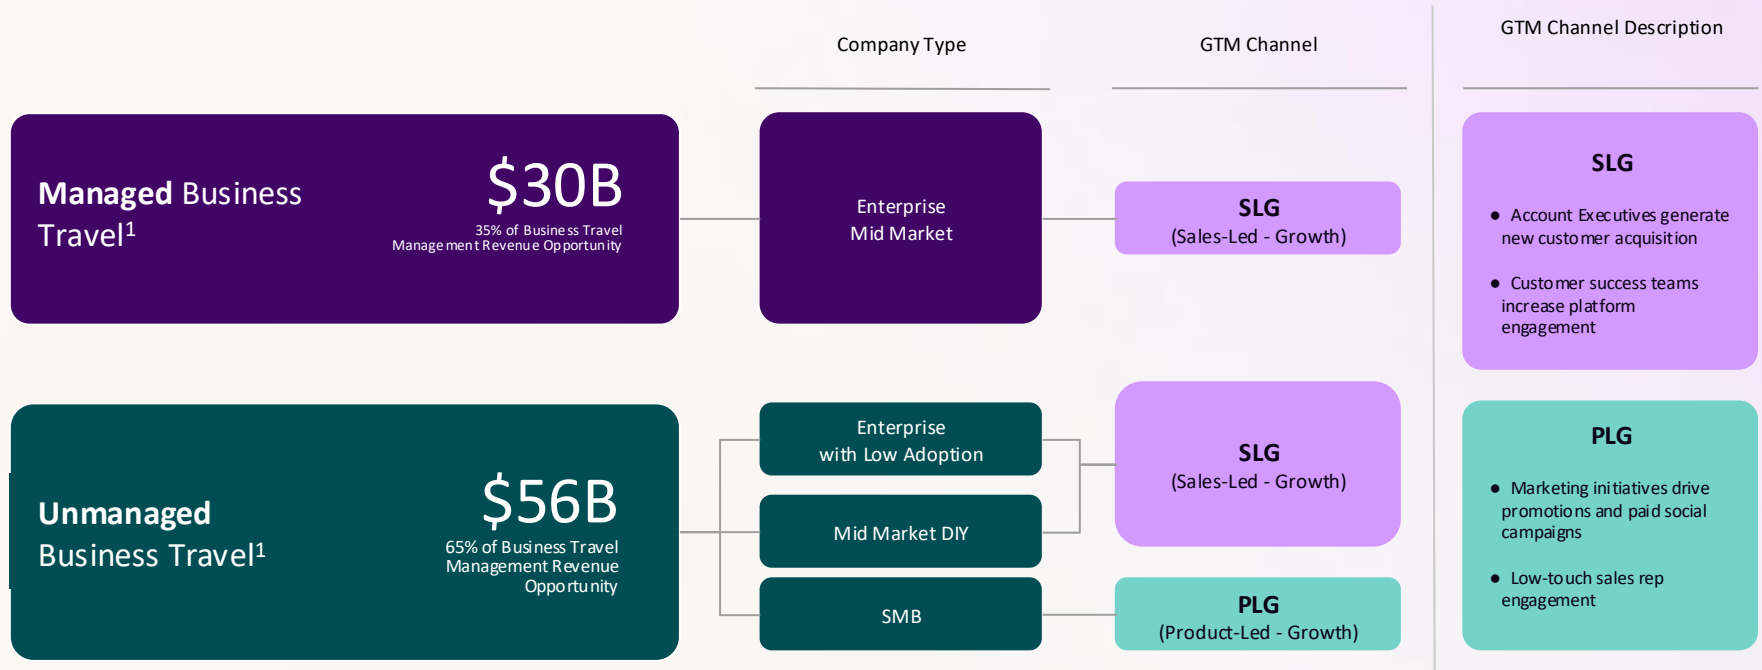 Company Type
GTM Channel
GTM Channel Description
Managed Business
Travel¹
$30B
35% of Business Travel
Management Revenue Opportunity
Enterprise
Mid Market
SLG
(Sales-Led - Growth)
SLG
● Account Executives generate
new customer acquisition
● Customer success teams
increase platform
engagement
Unmanaged
Business Travel¹
$56B
65% of Business Travel
Management Revenue
Opportunity
Enterprise
with Low Adoption
Mid Market DIY
SMB
SLG
(Sales-Led - Growth)
PLG
(Product-Led - Growth)
PLG
● Marketing initiatives drive
promotions and paid social
campaigns
● Low-touch sales rep
engagement